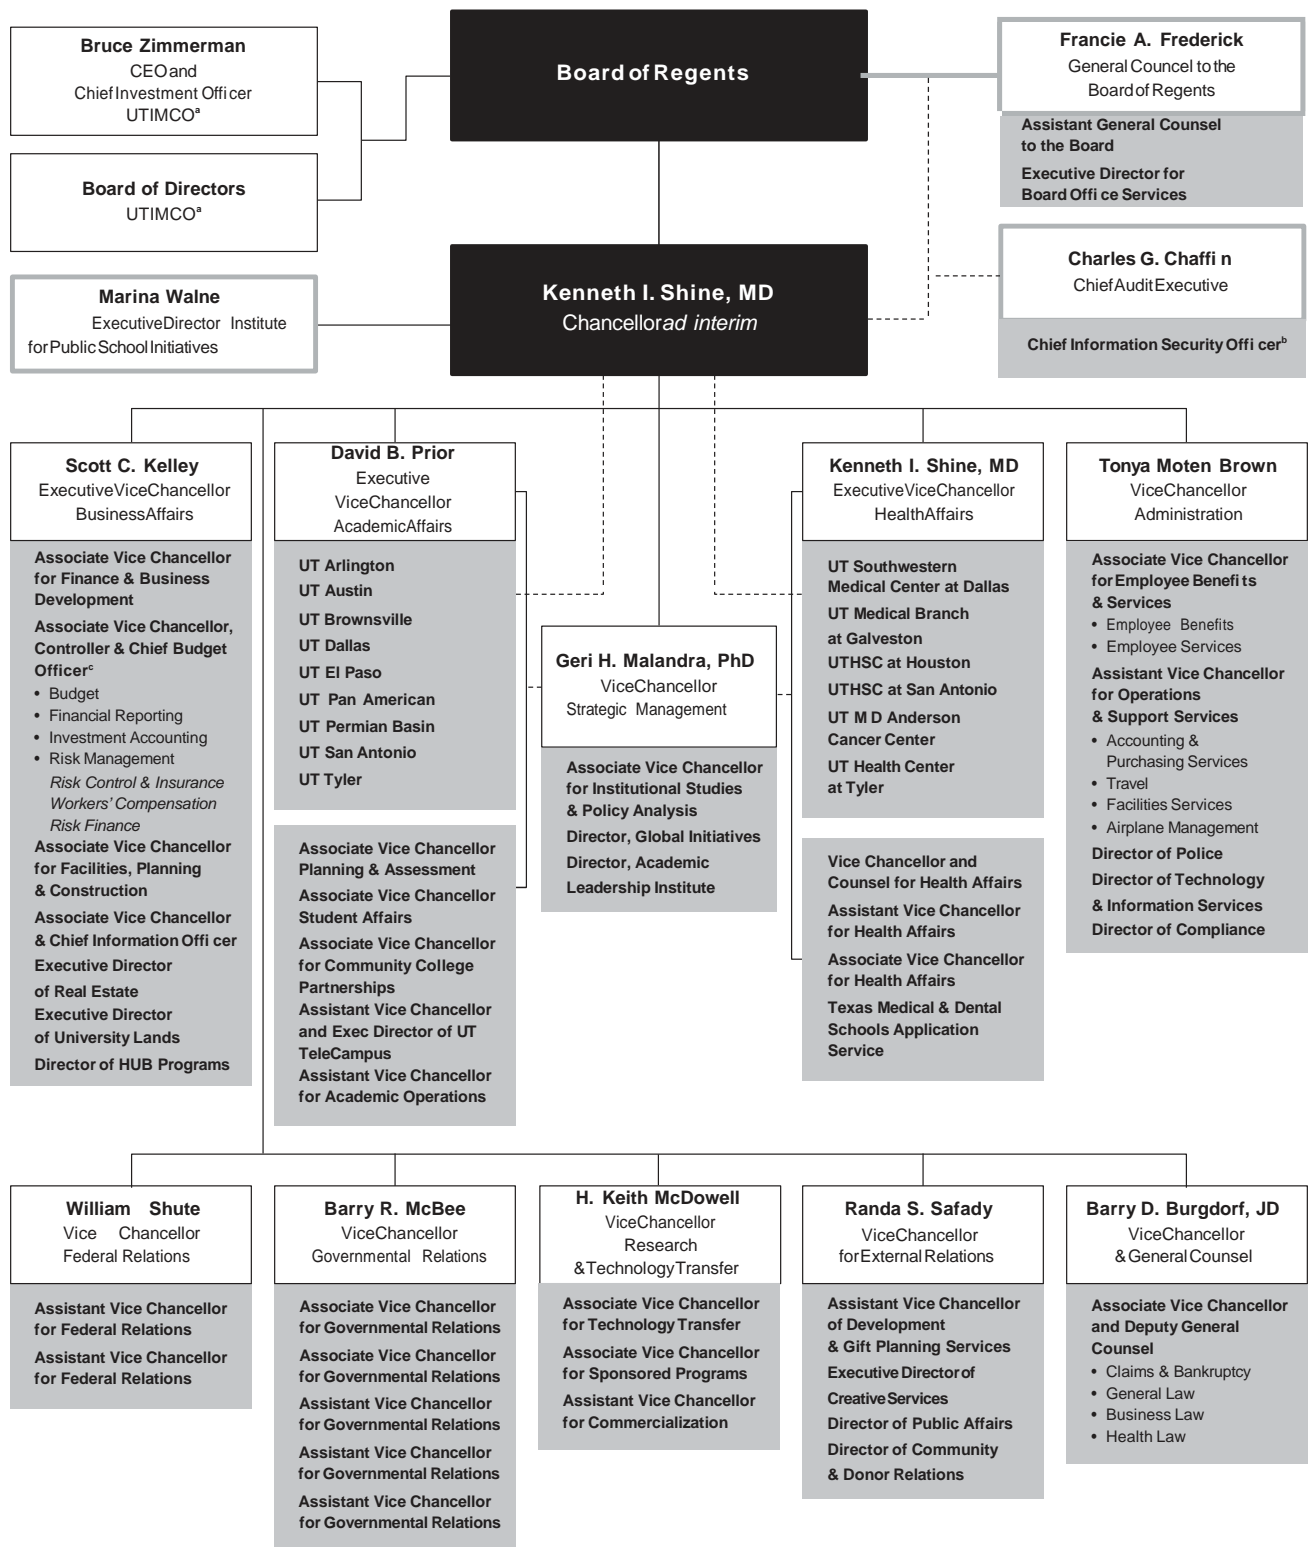 Bruce Zimmerman
CEO and
Chief Investment Officer
UTIMCOᵃ
Board of Directors
UTIMCOᵃ
Board of Regents
Francie A. Frederick
General Councel to the
Board of Regents
Assistant General Counsel
to the Board
Executive Director for
Board Office Services
Marina Walne
Executive Director Institute
for Public School Initiatives
Kenneth I. Shine, MD
Chancellor ad interim
Charles G. Chaffin
Chief Audit Executive
Chief Information Security Officerᵇ
Scott C. Kelley
Executive Vice Chancellor
Business Affairs
Associate Vice Chancellor
for Finance & Business
Development
Associate Vice Chancellor,
Controller & Chief Budget
Officerᶜ
• Budget
• Financial Reporting
• Investment Accounting
• Risk Management
Risk Control & Insurance
Workers' Compensation
Risk Finance
Associate Vice Chancellor
for Facilities, Planning
& Construction
Associate Vice Chancellor
& Chief Information Officer
Executive Director
of Real Estate
Executive Director
of University Lands
Director of HUB Programs
David B. Prior
Executive
Vice Chancellor
Academic Affairs
UT Arlington
UT Austin
UT Brownsville
UT Dallas
UT El Paso
UT Pan American
UT Permian Basin
UT San Antonio
UT Tyler
Associate Vice Chancellor
Planning & Assessment
Associate Vice Chancellor
Student Affairs
Associate Vice Chancellor
for Community College
Partnerships
Assistant Vice Chancellor
and Exec Director of UT
TeleCampus
Assistant Vice Chancellor
for Academic Operations
Geri H. Malandra, PhD
Vice Chancellor
Strategic Management
Associate Vice Chancellor
for Institutional Studies
& Policy Analysis
Director, Global Initiatives
Director, Academic
Leadership Institute
Kenneth I. Shine, MD
Executive Vice Chancellor
Health Affairs
UT Southwestern
Medical Center at Dallas
UT Medical Branch
at Galveston
UTHSC at Houston
UTHSC at San Antonio
UT M D Anderson
Cancer Center
UT Health Center
at Tyler
Vice Chancellor and
Counsel for Health Affairs
Assistant Vice Chancellor
for Health Affairs
Associate Vice Chancellor
for Health Affairs
Texas Medical & Dental
Schools Application
Service
Tonya Moten Brown
Vice Chancellor
Administration
Associate Vice Chancellor
for Employee Benefits
& Services
• Employee Benefits
• Employee Services
Assistant Vice Chancellor
for Operations
& Support Services
• Accounting &
Purchasing Services
• Travel
• Facilities Services
• Airplane Management
Director of Police
Director of Technology
& Information Services
Director of Compliance
William Shute
Vice Chancellor
Federal Relations
Assistant Vice Chancellor
for Federal Relations
Assistant Vice Chancellor
for Federal Relations
Barry R. McBee
Vice Chancellor
Governmental Relations
Associate Vice Chancellor
for Governmental Relations
Associate Vice Chancellor
for Governmental Relations
Assistant Vice Chancellor
for Governmental Relations
Assistant Vice Chancellor
for Governmental Relations
Assistant Vice Chancellor
for Governmental Relations
H. Keith McDowell
Vice Chancellor
Research
& Technology Transfer
Associate Vice Chancellor
for Technology Transfer
Associate Vice Chancellor
for Sponsored Programs
Assistant Vice Chancellor
for Commercialization
Randa S. Safady
Vice Chancellor
for External Relations
Assistant Vice Chancellor
of Development
& Gift Planning Services
Executive Director of
Creative Services
Director of Public Affairs
Director of Community
& Donor Relations
Barry D. Burgdorf, JD
Vice Chancellor
& General Counsel
Associate Vice Chancellor
and Deputy General
Counsel
• Claims & Bankruptcy
• General Law
• Business Law
• Health Law